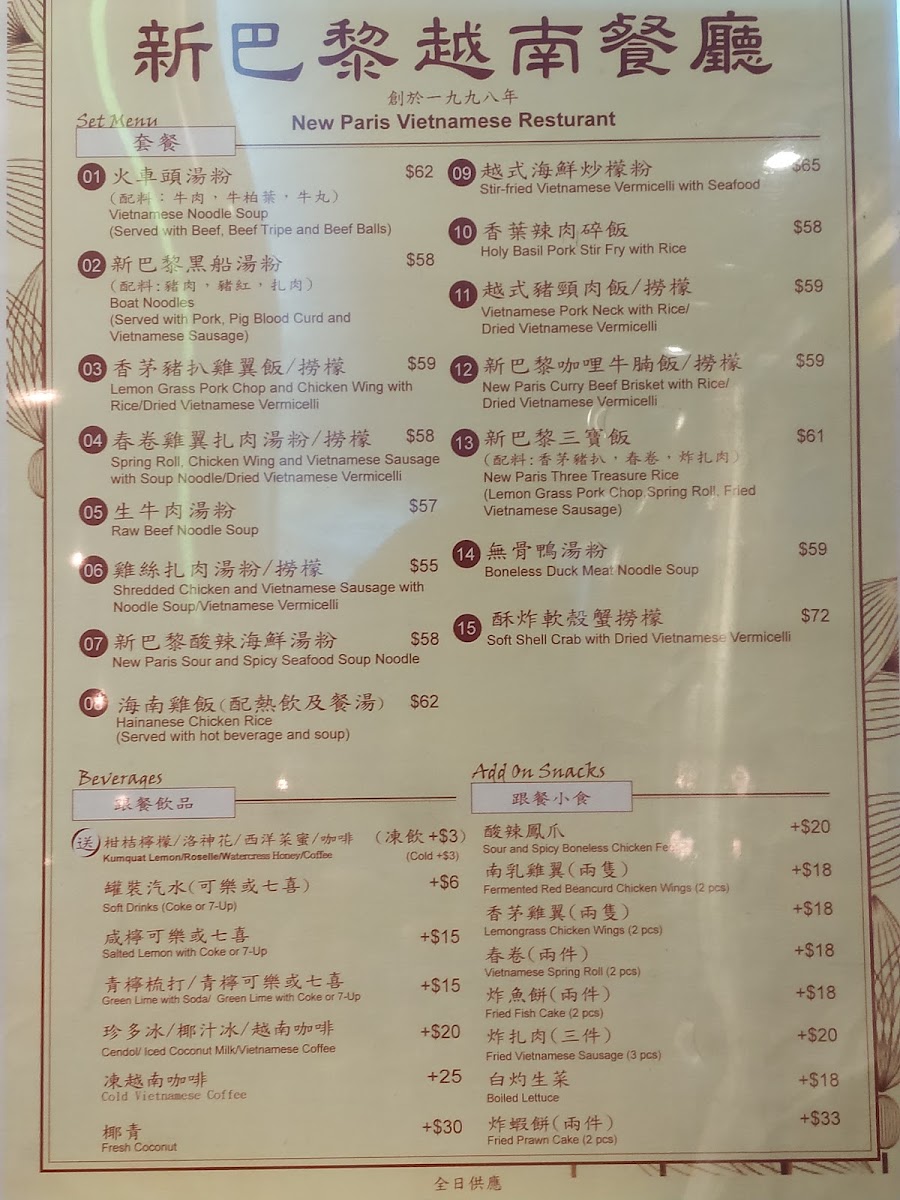 新巴黎越南餐廳
創於一九九八年
New Paris Vietnamese Resturant
Set Menu
套餐
01 火車頭湯粉 $62
(配料：牛肉，牛柏葉，牛丸)
Vietnamese Noodle Soup
(Served with Beef, Beef Tripe and Beef Balls)
02 新巴黎黑船湯粉 $58
(配料:豬肉，豬紅，扎肉)
Boat Noodles
(Served with Pork, Pig Blood Curd and
Vietnamese Sausage)
03 香茅豬扒雞翼飯/撈檬 $59
Lemon Grass Pork Chop and Chicken Wing with
Rice/Dried Vietnamese Vermicelli
04 春卷雞翼扎肉湯粉/撈檬 $58
Spring Roll, Chicken Wing and Vietnamese Sausage
with Soup Noodle/Dried Vietnamese Vermicelli
05 生牛肉湯粉 $57
Raw Beef Noodle Soup
06 雞絲扎肉湯粉/撈檬 $55
Shredded Chicken and Vietnamese Sausage with
Noodle Soup/Vietnamese Vermicelli
07 新巴黎酸辣海鮮湯粉 $58
New Paris Sour and Spicy Seafood Soup Noodle
08 海南雞飯(配熱飲及餐湯) $62
Hainanese Chicken Rice
(Served with hot beverage and soup)
09 越式海鮮炒檬粉 $65
Stir-fried Vietnamese Vermicelli with Seafood
10 香葉辣肉碎飯 $58
Holy Basil Pork Stir Fry with Rice
11 越式豬頸肉飯/撈檬 $59
Vietnamese Pork Neck with Rice/
Dried Vietnamese Vermicelli
12 新巴黎咖哩牛腩飯/撈檬 $59
New Paris Curry Beef Brisket with Rice/
Dried Vietnamese Vermicelli
13 新巴黎三寶飯 $61
(配料:香茅豬扒，春卷，炸扎肉)
New Paris Three Treasure Rice
(Lemon Grass Pork Chop,Spring Roll, Fried
Vietnamese Sausage)
14 無骨鴨湯粉 $59
Boneless Duck Meat Noodle Soup
15 酥炸軟殼蟹撈檬 $72
Soft Shell Crab with Dried Vietnamese Vermicelli
Beverages
跟餐飲品
送 柑桔檸檬/洛神花/西洋菜蜜/咖啡 (凍飲 +$3)
Kumquat Lemon/Roselle/Watercress Honey/Coffee (Cold +$3)
罐裝汽水(可樂或七喜) +$6
Soft Drinks (Coke or 7-Up)
咸檸可樂或七喜 +$15
Salted Lemon with Coke or 7-Up
青檸梳打/青檸可樂或七喜 +$15
Green Lime with Soda/ Green Lime with Coke or 7-Up
珍多冰/椰汁冰/越南咖啡 +$20
Cendol/ Iced Coconut Milk/Vietnamese Coffee
凍越南咖啡 +25
Cold Vietnamese Coffee
椰青 +$30
Fresh Coconut
Add On Snacks
跟餐小食
酸辣鳳爪 +$20
Sour and Spicy Boneless Chicken
南乳雞翼(兩隻) +$18
Fermented Red Beancurd Chicken Wings (2 pcs)
香茅雞翼(兩隻) +$18
Lemongrass Chicken Wings (2 pcs)
春卷(兩件) +$18
Vietnamese Spring Roll (2 pcs)
炸魚餅(兩件) +$18
Fried Fish Cake (2 pcs)
炸扎肉(三件) +$20
Fried Vietnamese Sausage (3 pcs)
白灼生菜 +$18
Boiled Lettuce
炸蝦餅(兩件) +$33
Fried Prawn Cake (2 pcs)
全日供應